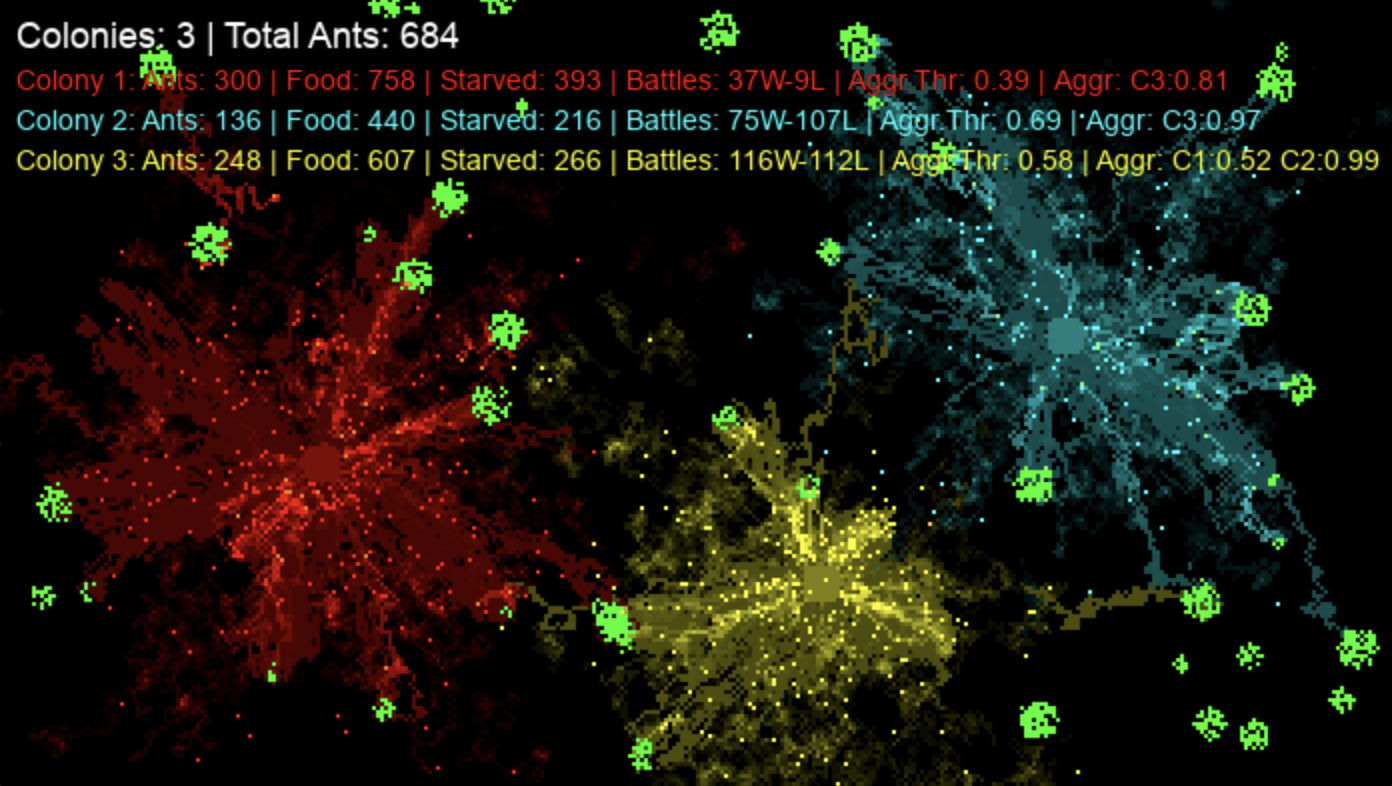 Colonies: 3 | Total Ants: 684
Colony 1: Ants: 300 | Food: 758 | Starved: 393 | Battles: 37W-9L | Aggr Thr: 0.39 | Aggr: C3:0.81
Colony 2: Ants: 136 | Food: 440 | Starved: 216 | Battles: 75W-107L | Aggr Thr: 0.69 | Aggr: C3:0.97
Colony 3: Ants: 248 | Food: 607 | Starved: 266 | Battles: 116W-112L | Aggr Thr: 0.58 | Aggr: C1:0.52 C2:0.99